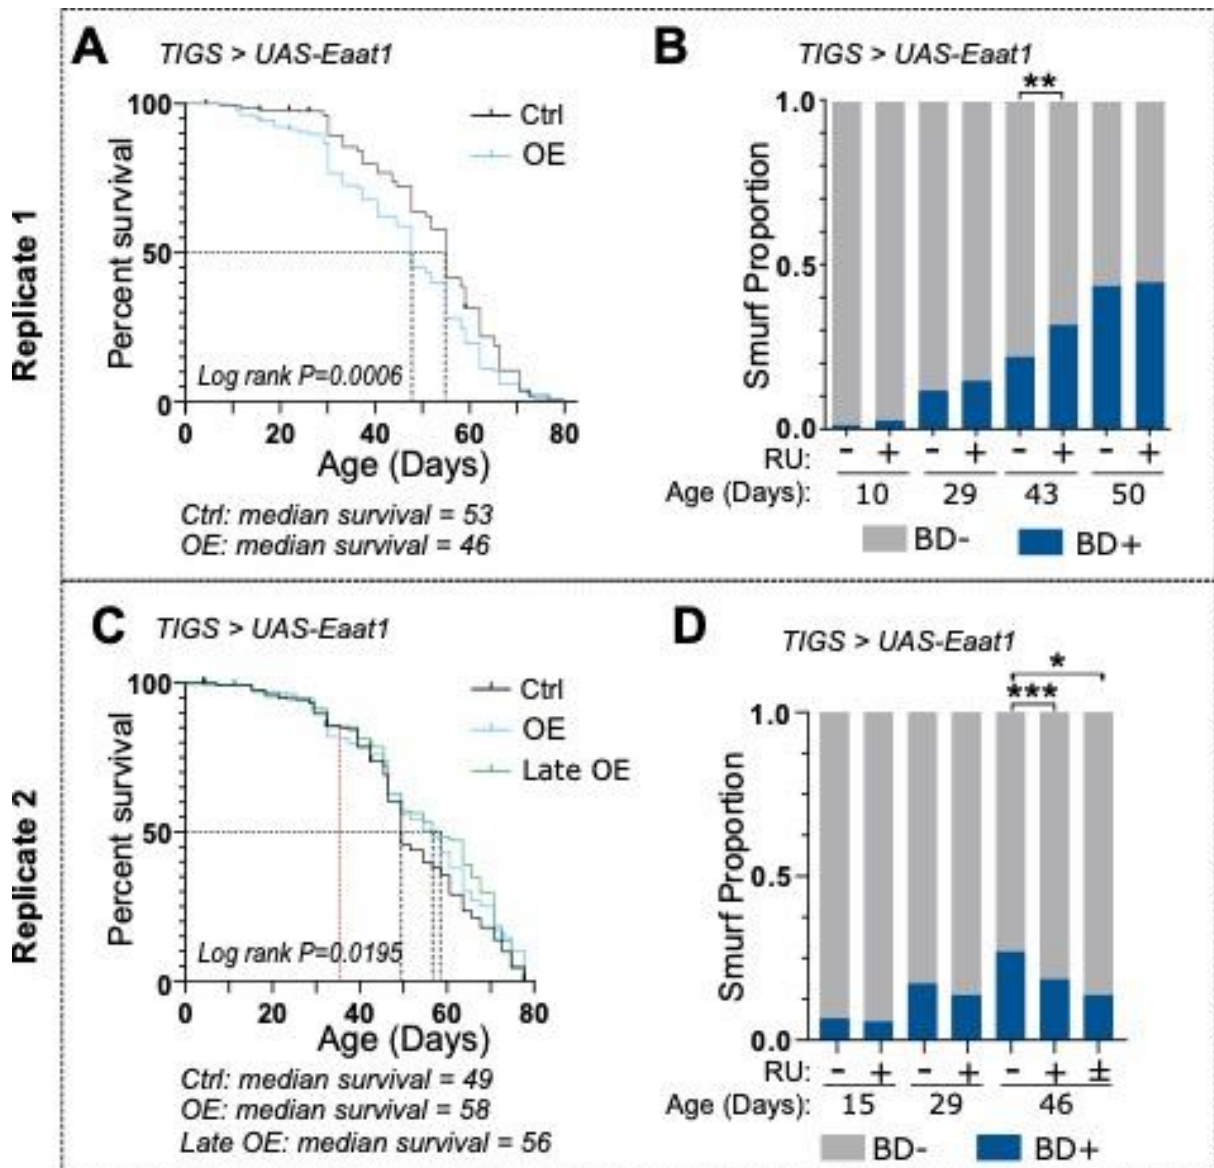 Replicate 1
A
TIGS > UAS-Eaat1
Ctrl
OE
Percent survival
100
50
0
Log rank P=0.0006
0 20 40 60 80
Age (Days)
Ctrl: median survival = 53
OE: median survival = 46
B
TIGS > UAS-Eaat1
**
Smurf Proportion
1.0
0.5
0.0
RU: - + - + - + - +
Age (Days): 10 29 43 50
BD- BD+
Replicate 2
C
TIGS > UAS-Eaat1
Ctrl
OE
Late OE
Percent survival
100
50
0
Log rank P=0.0195
0 20 40 60 80
Age (Days)
Ctrl: median survival = 49
OE: median survival = 58
Late OE: median survival = 56
D
TIGS > UAS-Eaat1
*
***
Smurf Proportion
1.0
0.5
0.0
RU: - + - + - + ±
Age (Days): 15 29 46
BD- BD+